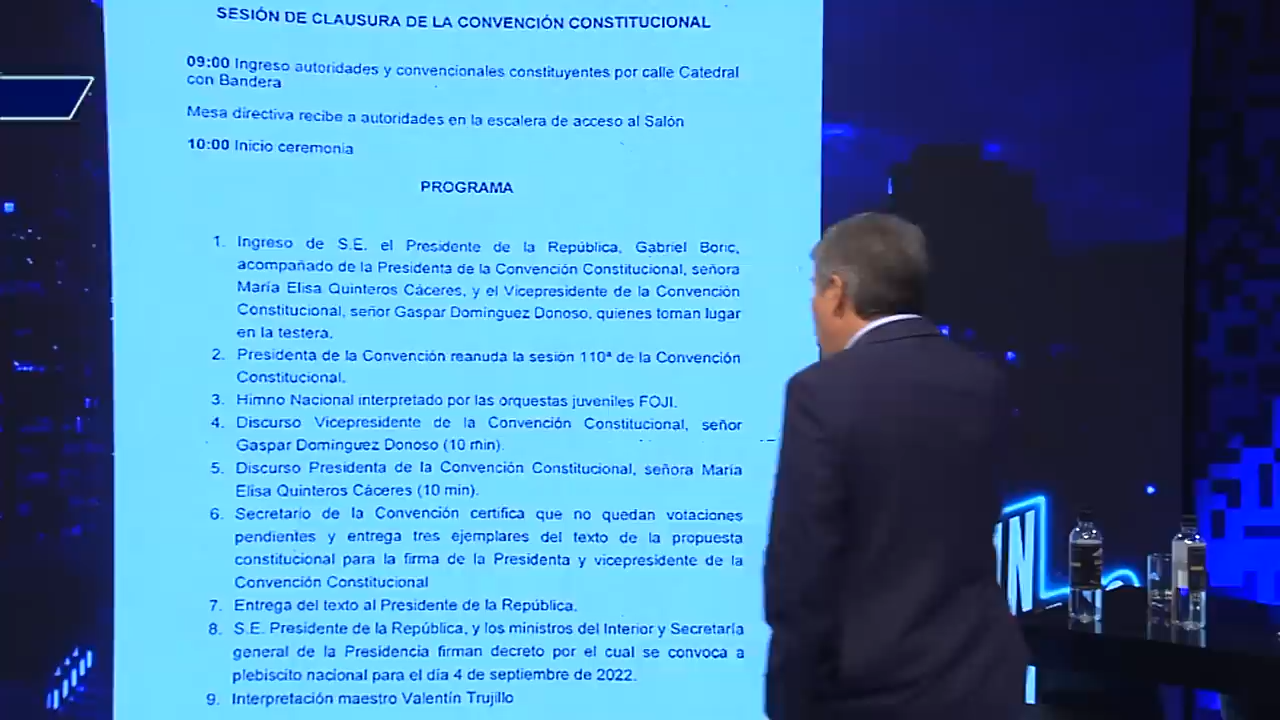 SESIÓN DE CLAUSURA DE LA CONVENCIÓN CONSTITUCIONAL
09:00 Ingreso autoridades y convencionales constituyentes por calle Catedral
con Bandera
Mesa directiva recibe a autoridades en la escalera de acceso al Salón
10:00 Inicio ceremonia
PROGRAMA
1. Ingreso de S.E. el Presidente de la República, Gabriel Boric,
acompañado de la Presidenta de la Convención Constitucional, señora
María Elisa Quinteros Cáceres, y el Vicepresidente de la Convención
Constitucional, señor Gaspar Domínguez Donoso, quienes toman lugar
en la testera.
2. Presidenta de la Convención reanuda la sesión 110ª de la Convención
Constitucional.
3. Himno Nacional interpretado por las orquestas juveniles FOJI.
4. Discurso Vicepresidente de la Convención Constitucional, señor
Gaspar Domínguez Donoso (10 min).
5. Discurso Presidenta de la Convención Constitucional, señora María
Elisa Quinteros Cáceres (10 min).
6. Secretario de la Convención certifica que no quedan votaciones
pendientes y entrega tres ejemplares del texto de la propuesta
constitucional para la firma de la Presidenta y vicepresidente de la
Convención Constitucional
7. Entrega del texto al Presidente de la República.
8. S.E. Presidente de la República, y los ministros del Interior y Secretaría
general de la Presidencia firman decreto por el cual se convoca a
plebiscito nacional para el día 4 de septiembre de 2022.
9. Interpretación maestro Valentín Trujillo
IN